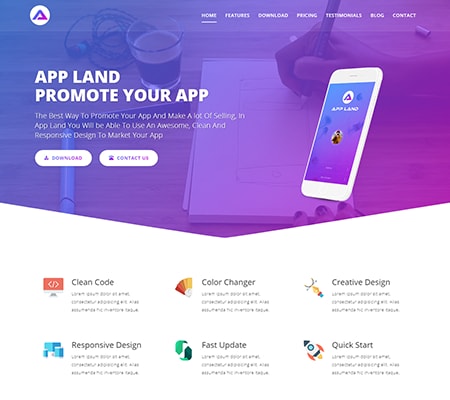 HOME FEATURES DOWNLOAD PRICING TESTIMONIALS BLOG CONTACT
APP LAND
PROMOTE YOUR APP
The Best Way To Promote Your App And Make A lot Of Selling, In
App Land You will Be Able To Use An Awesome, Clean And
Responsive Design To Market Your App
DOWNLOAD CONTACT US
APP LAND
Clean Code
Lorem ipsum dolor sit amet,
consectetur adipisicing elit. Alias
assumenda hic inventore. Alias.
Color Changer
Lorem ipsum dolor sit amet,
consectetur adipisicing elit. Alias
assumenda hic inventore. Alias.
Creative Design
Lorem ipsum dolor sit amet,
consectetur adipisicing elit. Alias
assumenda hic inventore. Alias.
Responsive Design
Lorem ipsum dolor sit amet,
consectetur adipisicing elit. Alias
assumenda hic inventore. Alias.
Fast Update
Lorem ipsum dolor sit amet,
consectetur adipisicing elit. Alias
assumenda hic inventore. Alias.
Quick Start
Lorem ipsum dolor sit amet,
consectetur adipisicing elit. Alias
assumenda hic inventore. Alias.